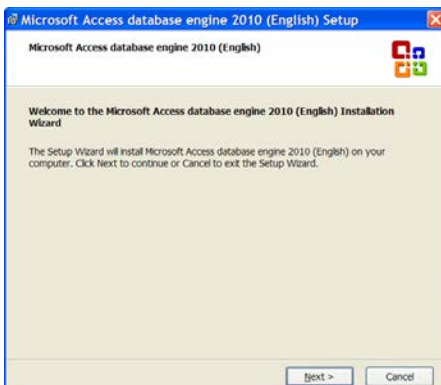 Microsoft Access database engine 2010 (English) Setup
Microsoft Access database engine 2010 (English)
Welcome to the Microsoft Access database engine 2010 (English) Installation
Wizard
The Setup Wizard will install Microsoft Access database engine 2010 (English) on your
computer. Click Next to continue or Cancel to exit the Setup Wizard.
Next >
Cancel